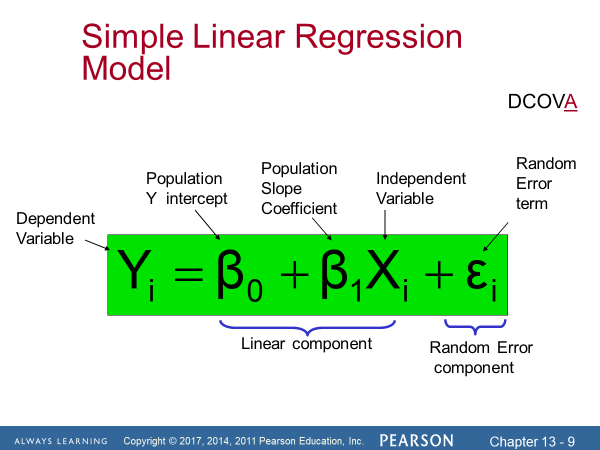 Simple Linear Regression
Model
DCOVA
Random
Error
term
Population
Slope
Coefficient
Population
Y intercept
Independent
Variable
Dependent
Variable
Yᵢ = β₀ + β₁Xᵢ + εᵢ
Linear component
Random Error
component
ALWAYS LEARNING
Copyright © 2017, 2014, 2011 Pearson Education, Inc.
PEARSON
Chapter 13 - 9